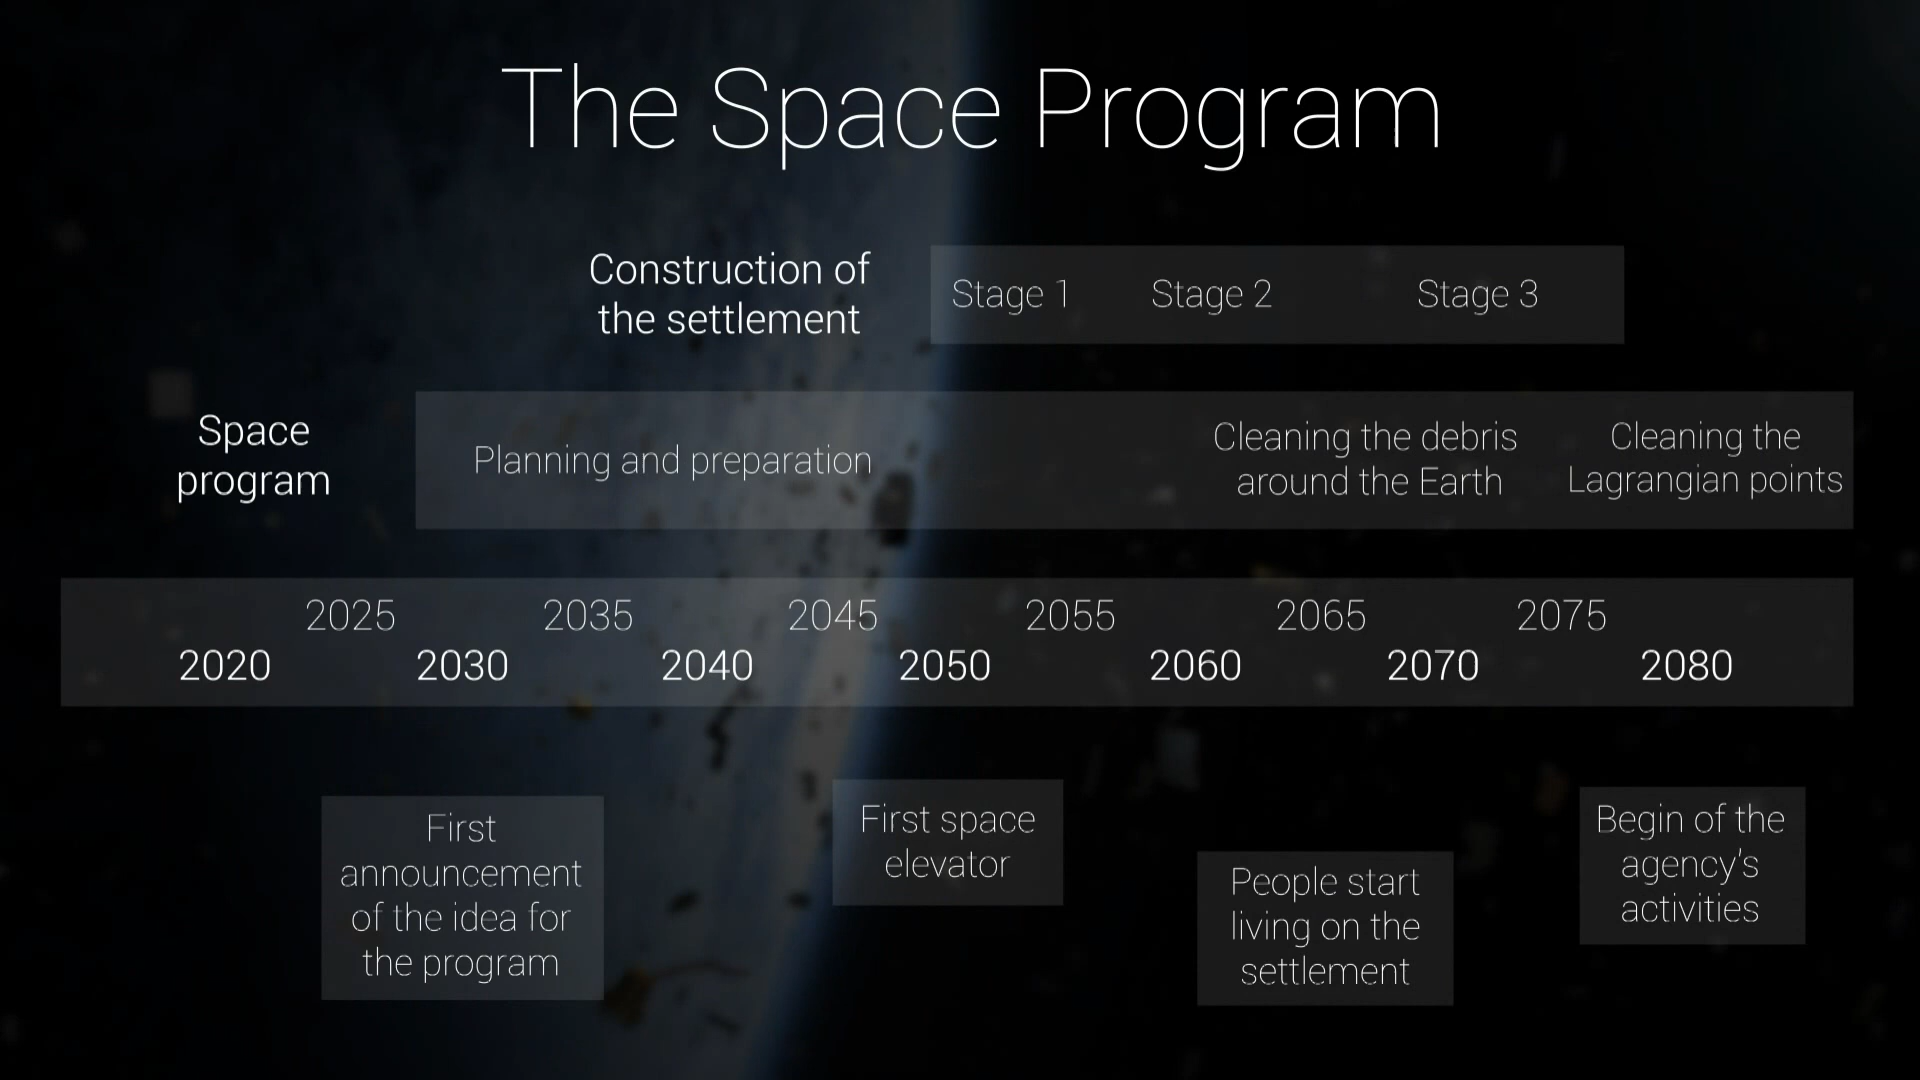 The Space Program
Construction of
the settlement
Stage 1
Stage 2
Stage 3
Space
program
Planning and preparation
Cleaning the debris
around the Earth
Cleaning the
Lagrangian points
2025
2035
2045
2055
2065
2075
2020
2030
2040
2050
2060
2070
2080
First
announcement
of the idea for
the program
First space
elevator
People start
living on the
settlement
Begin of the
agency's
activities